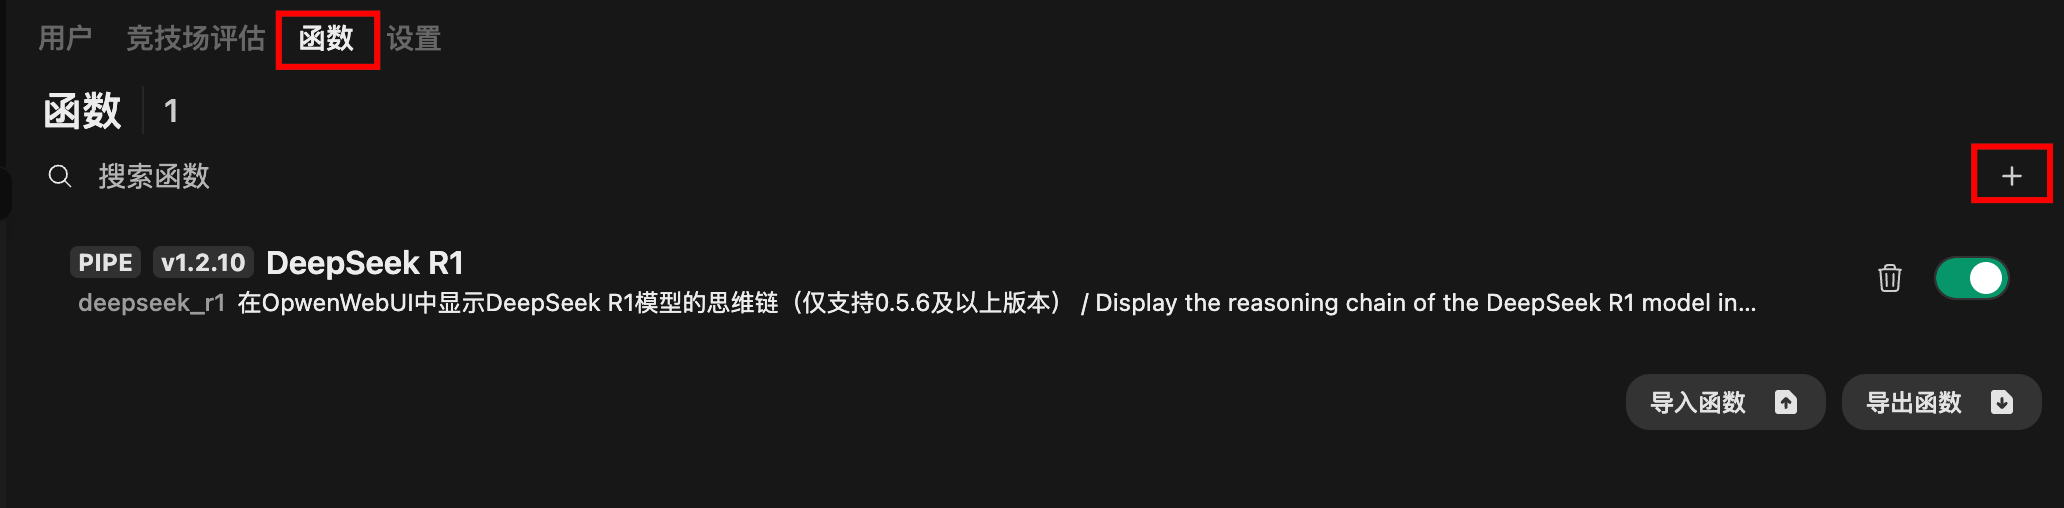 用户 竞技场评估 函数 设置
函数 1
搜索函数 +
PIPE v1.2.10 DeepSeek R1
deepseek_r1 在OpwenWebUI中显示DeepSeek R1模型的思维链（仅支持0.5.6及以上版本） / Display the reasoning chain of the DeepSeek R1 model in...
导入函数 导出函数